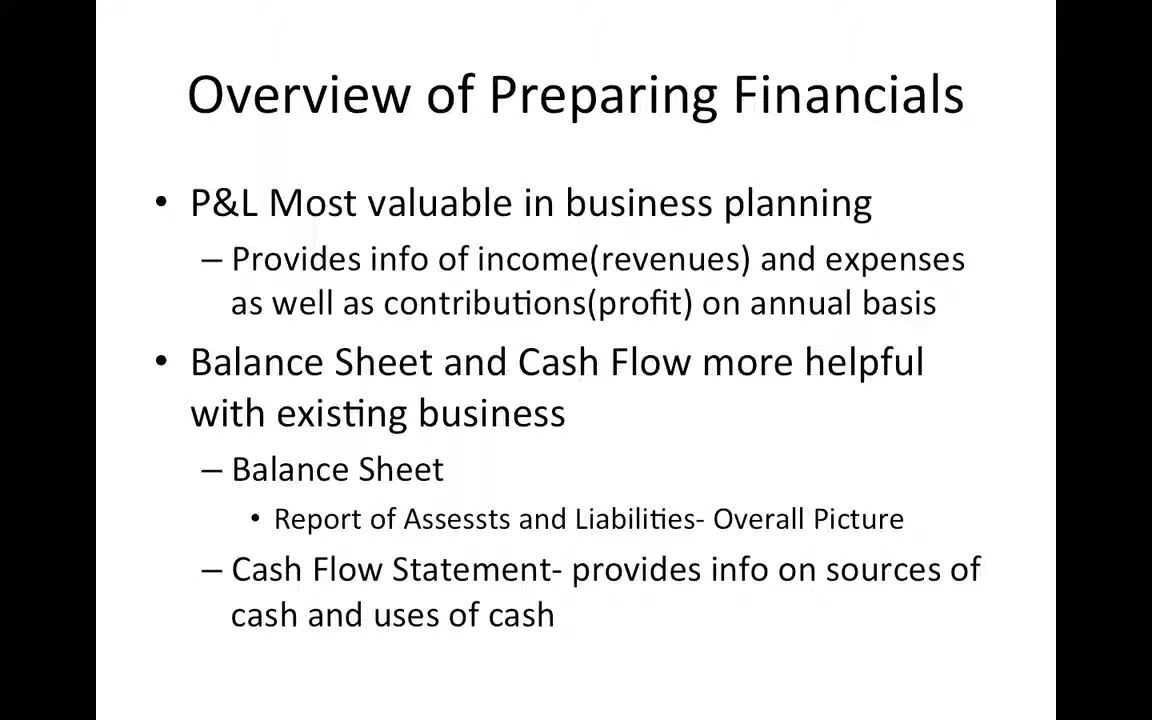 Overview of Preparing Financials
• P&L Most valuable in business planning
– Provides info of income(revenues) and expenses
as well as contributions(profit) on annual basis
• Balance Sheet and Cash Flow more helpful
with existing business
– Balance Sheet
• Report of Assessts and Liabilities- Overall Picture
– Cash Flow Statement- provides info on sources of
cash and uses of cash